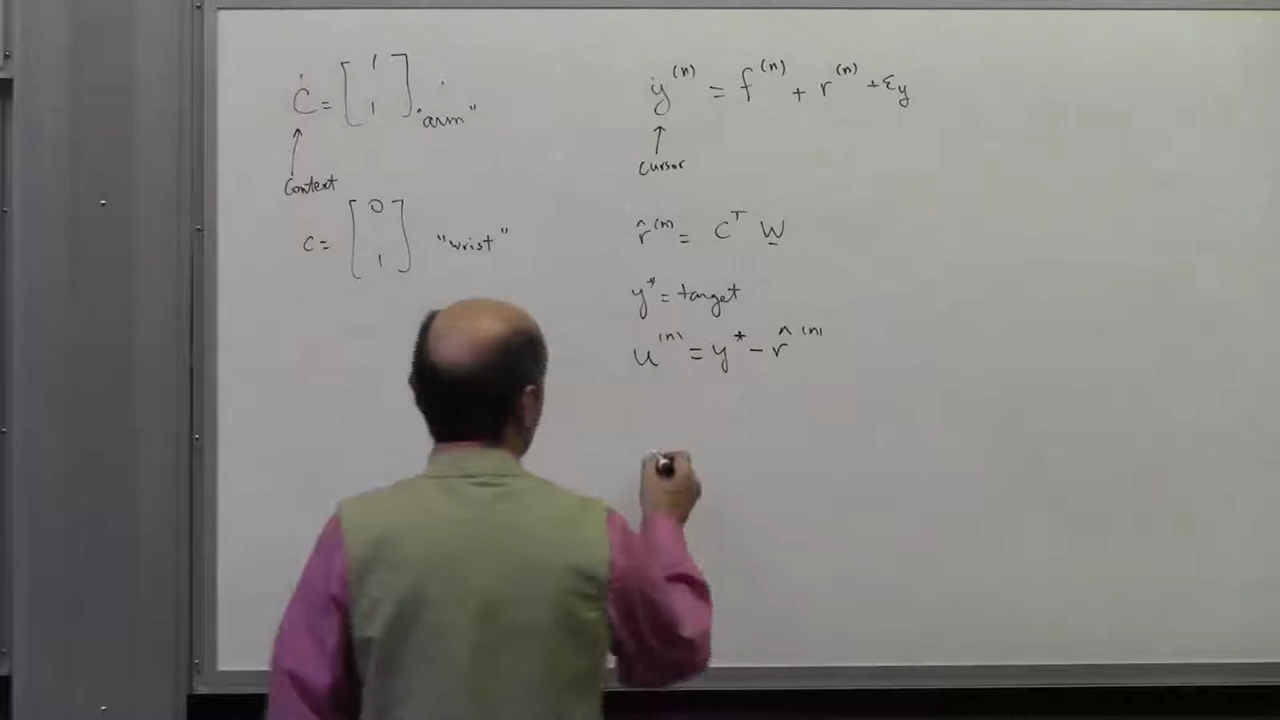 C = [1 1] "arm"
Context
c = [0 1] "wrist"
y^(n) = f^(n) + r^(n) + ε_y
Cursor
r̂^(n) = C^T W
y* = target
u^(n) = y* - r̂^(n)